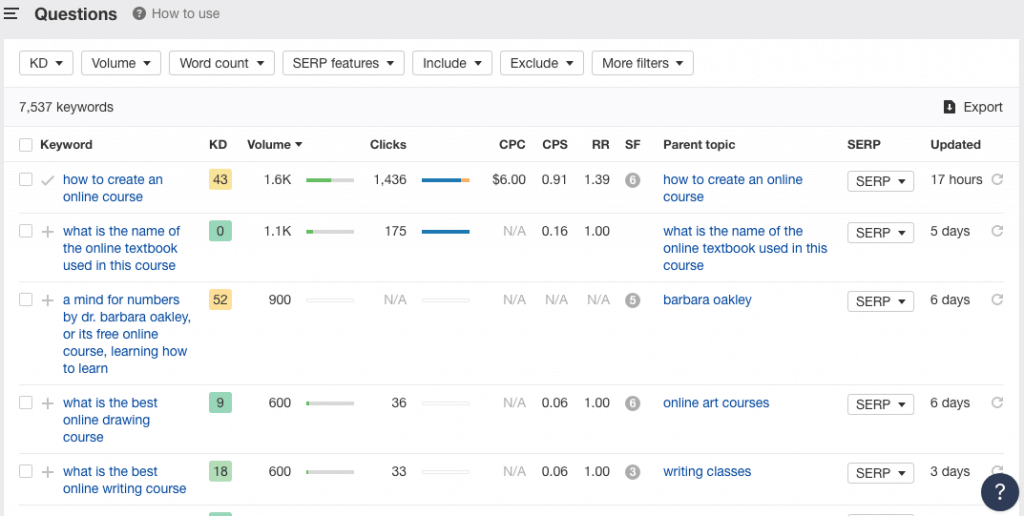 Questions ? How to use
KD Volume Word count SERP features Include Exclude More filters
7,537 keywords Export
Keyword KD Volume Clicks CPC CPS RR SF Parent topic SERP Updated
how to create an 43 1.6K 1,436 $6.00 0.91 1.39 6 how to create an online SERP 17 hours
online course course
what is the name of 0 1.1K 175 N/A 0.16 1.00 what is the name of the SERP 5 days
the online textbook online textbook used in this
used in this course course
a mind for numbers 52 900 N/A N/A N/A N/A 5 barbara oakley SERP 6 days
by dr. barbara oakley,
or its free online
course, learning how
to learn
what is the best 9 600 36 N/A 0.06 1.00 6 online art courses SERP 6 days
online drawing
course
what is the best 18 600 33 N/A 0.06 1.00 3 writing classes SERP 3 days
online writing course
?